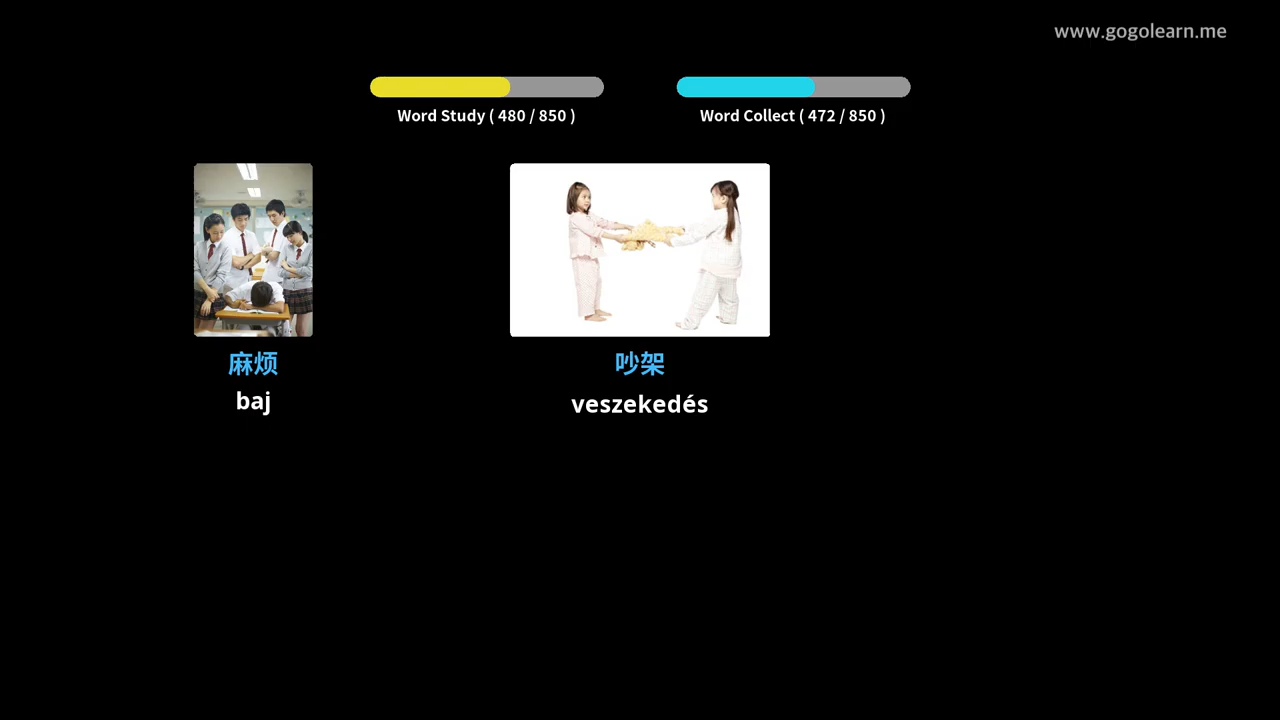 www.gogolearn.me
Word Study ( 480 / 850 )
Word Collect ( 472 / 850 )
麻烦
baj
吵架
veszekedés